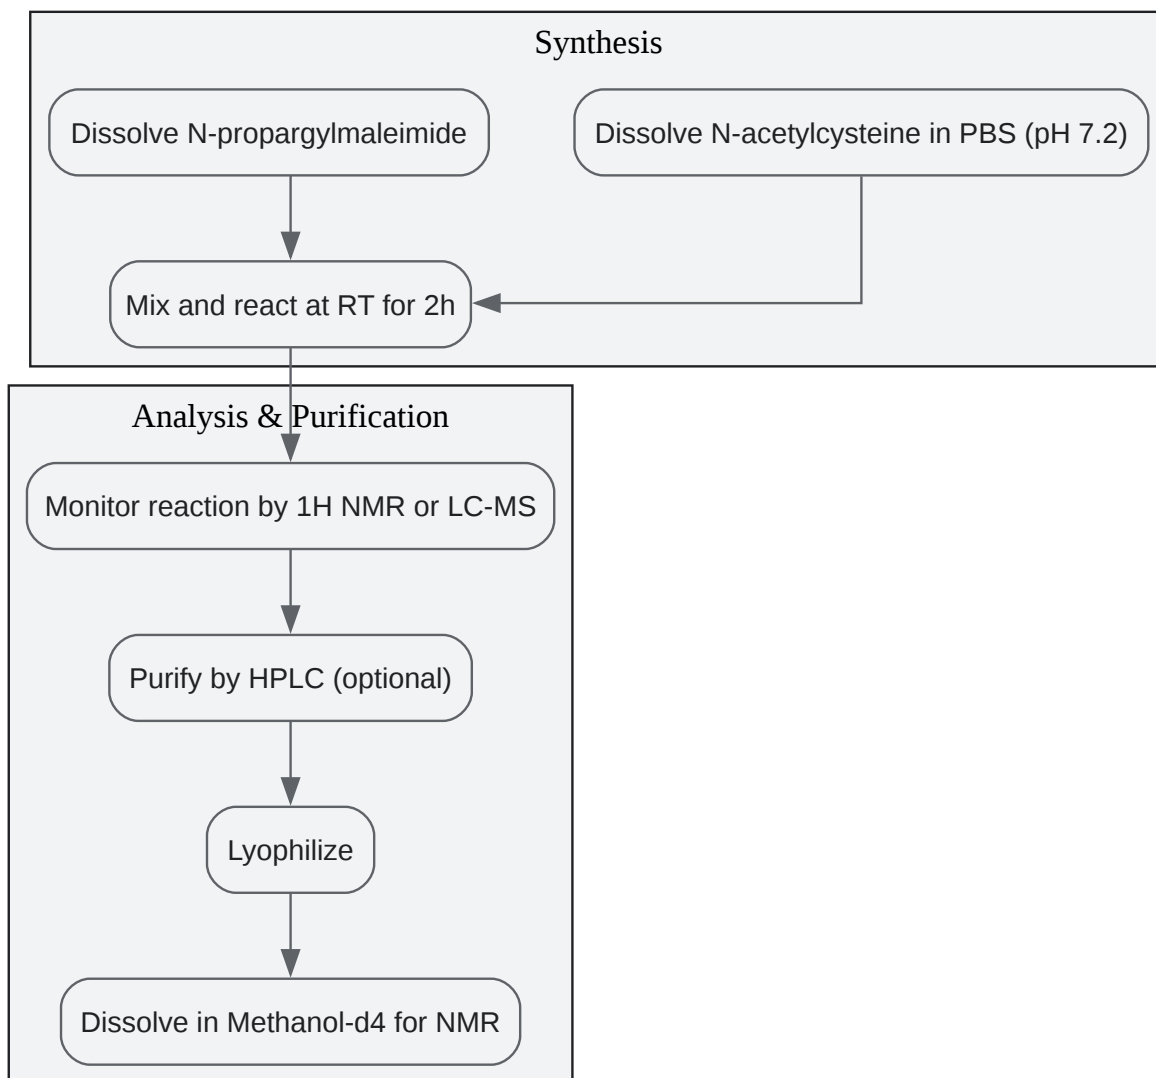 Synthesis
Dissolve N-propargylmaleimide
Dissolve N-acetylcysteine in PBS (pH 7.2)
Mix and react at RT for 2h
Analysis & Purification
Monitor reaction by 1H NMR or LC-MS
Purify by HPLC (optional)
Lyophilize
Dissolve in Methanol-d4 for NMR